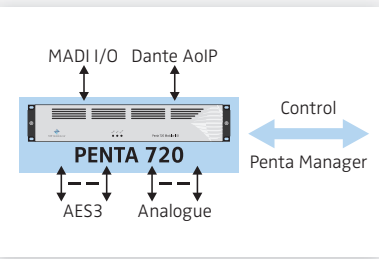 MADI I/O Dante AoIP
Control
PENTA 720
Penta Manager
AES3 Analogue